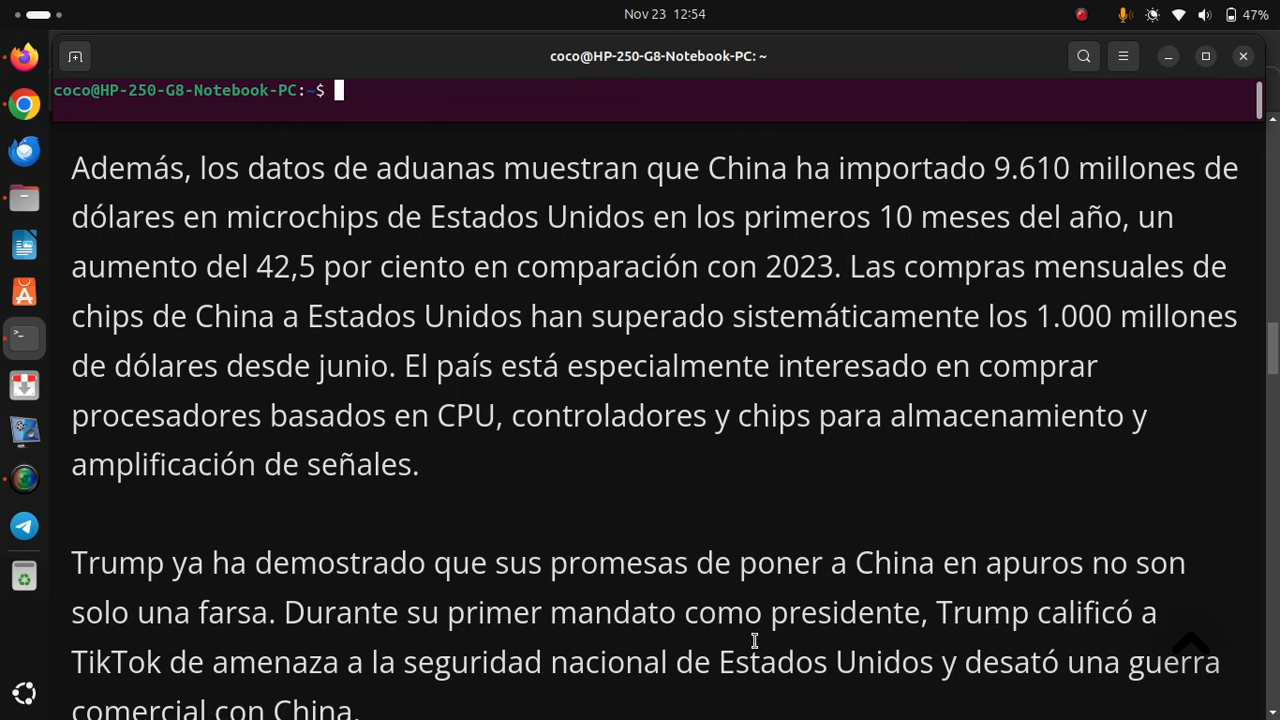 Nov 23 12:54
47%
coco@HP-250-G8-Notebook-PC: ~
coco@HP-250-G8-Notebook-PC:~$
Además, los datos de aduanas muestran que China ha importado 9.610 millones de
dólares en microchips de Estados Unidos en los primeros 10 meses del año, un
aumento del 42,5 por ciento en comparación con 2023. Las compras mensuales de
chips de China a Estados Unidos han superado sistemáticamente los 1.000 millones
de dólares desde junio. El país está especialmente interesado en comprar
procesadores basados en CPU, controladores y chips para almacenamiento y
amplificación de señales.
Trump ya ha demostrado que sus promesas de poner a China en apuros no son
solo una farsa. Durante su primer mandato como presidente, Trump calificó a
TikTok de amenaza a la seguridad nacional de Estados Unidos y desató una guerra
comercial con China.